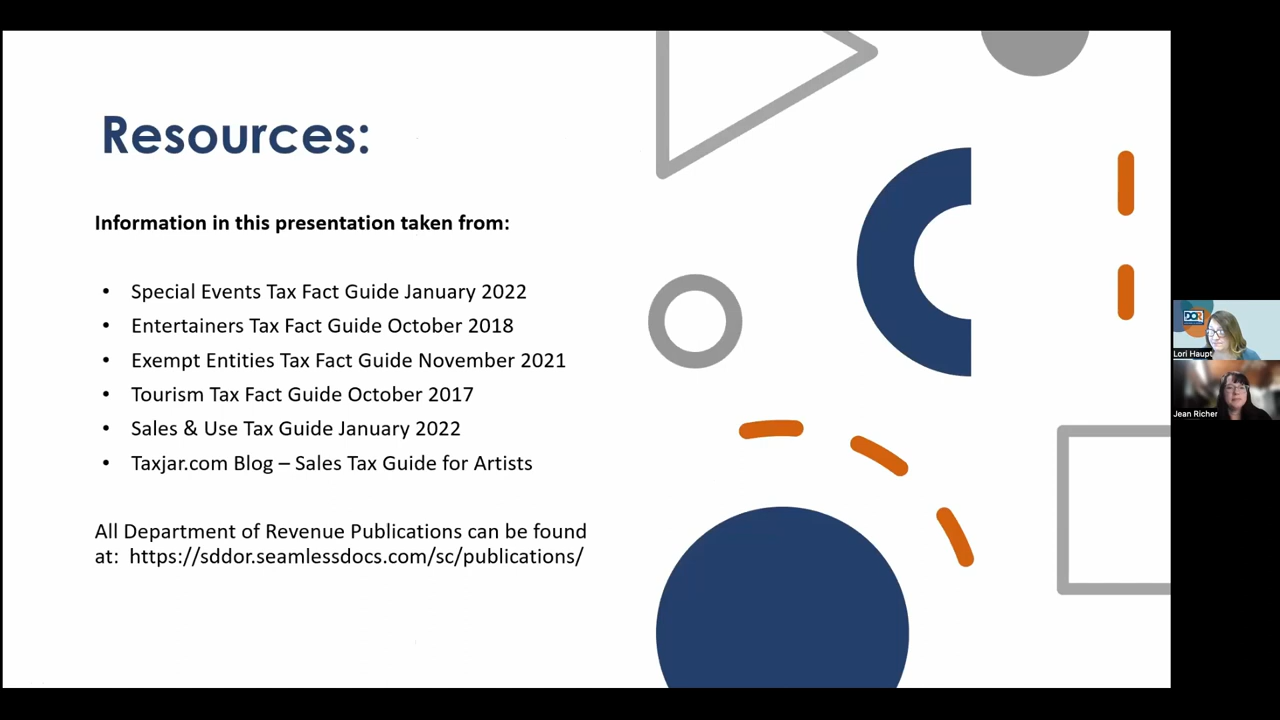 Resources:
Information in this presentation taken from:
• Special Events Tax Fact Guide January 2022
• Entertainers Tax Fact Guide October 2018
• Exempt Entities Tax Fact Guide November 2021
• Tourism Tax Fact Guide October 2017
• Sales & Use Tax Guide January 2022
• Taxjar.com Blog – Sales Tax Guide for Artists
All Department of Revenue Publications can be found
at: https://sddor.seamlessdocs.com/sc/publications/
DOR
Lori Haupt
Jean Richer